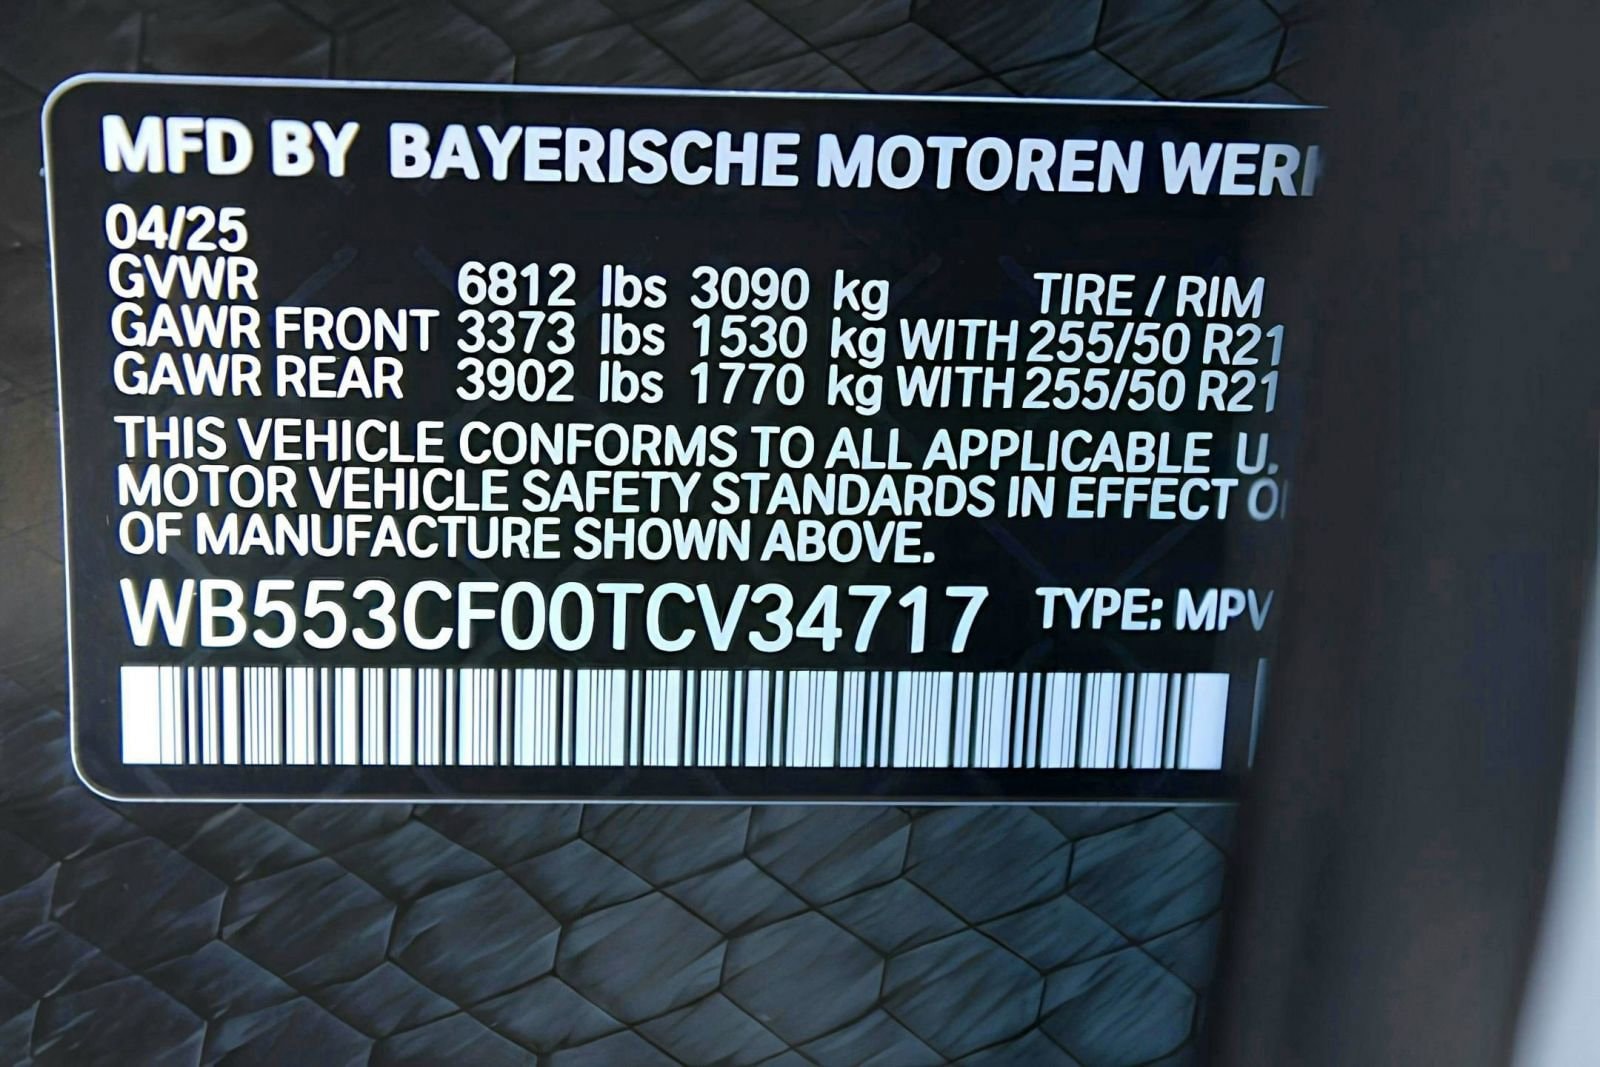 MFD BY BAYERISCHE MOTOREN WER
04/25
GVWR 6812 lbs 3090 kg TIRE / RIM
GAWR FRONT 3373 lbs 1530 kg WITH 255/50 R21
GAWR REAR 3902 lbs 1770 kg WITH 255/50 R21
THIS VEHICLE CONFORMS TO ALL APPLICABLE U.
MOTOR VEHICLE SAFETY STANDARDS IN EFFECT O
OF MANUFACTURE SHOWN ABOVE.
WB553CF00TCV34717 TYPE: MPV